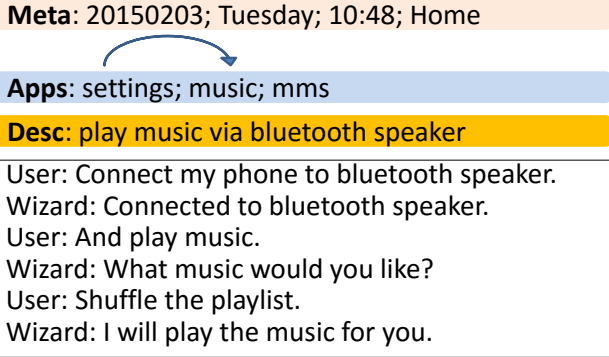 Meta: 20150203; Tuesday; 10:48; Home
Apps: settings; music; mms
Desc: play music via bluetooth speaker
User: Connect my phone to bluetooth speaker.
Wizard: Connected to bluetooth speaker.
User: And play music.
Wizard: What music would you like?
User: Shuffle the playlist.
Wizard: I will play the music for you.